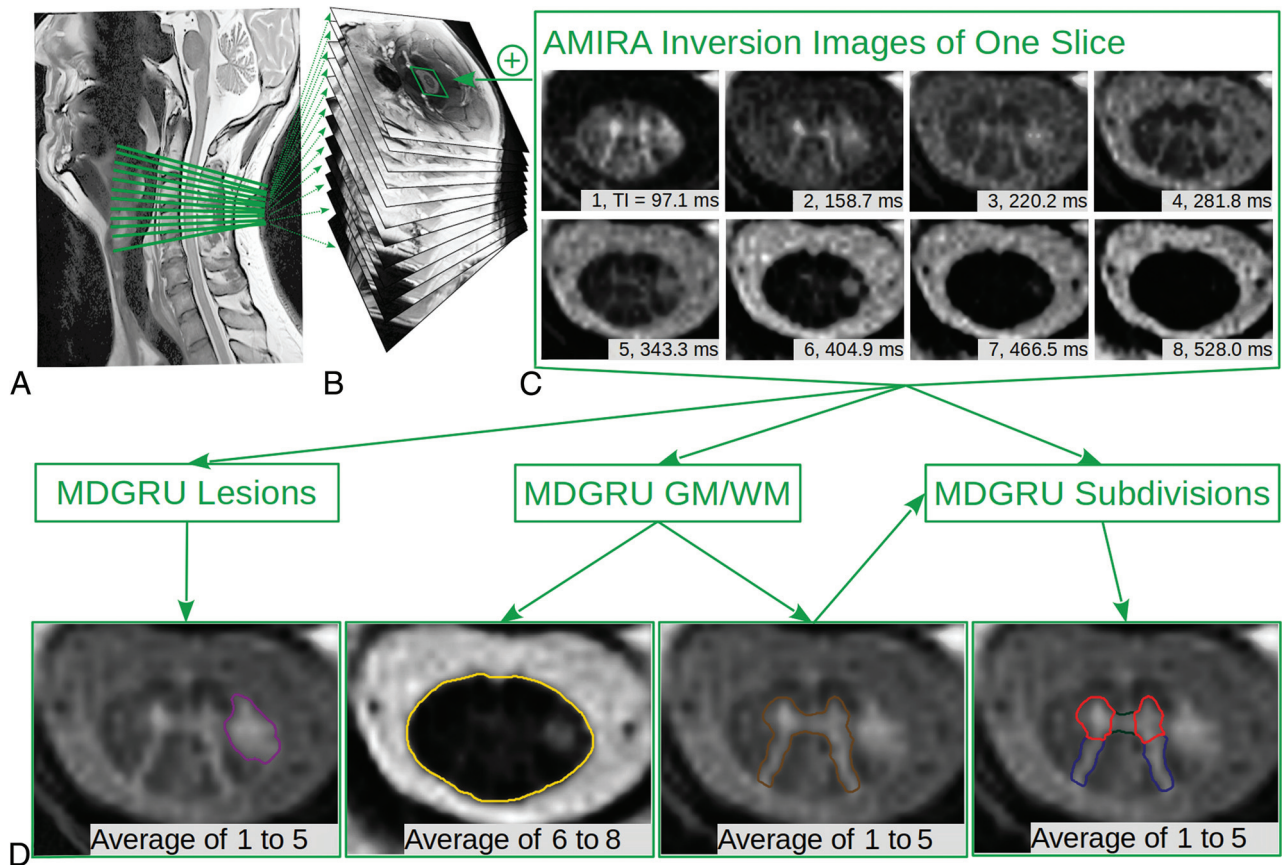 AMIRA Inversion Images of One Slice
1, TI = 97.1 ms
2, 158.7 ms
3, 220.2 ms
4, 281.8 ms
5, 343.3 ms
6, 404.9 ms
7, 466.5 ms
8, 528.0 ms
A
B
C
MDGRU Lesions
MDGRU GM/WM
MDGRU Subdivisions
Average of 1 to 5
Average of 6 to 8
Average of 1 to 5
Average of 1 to 5
D